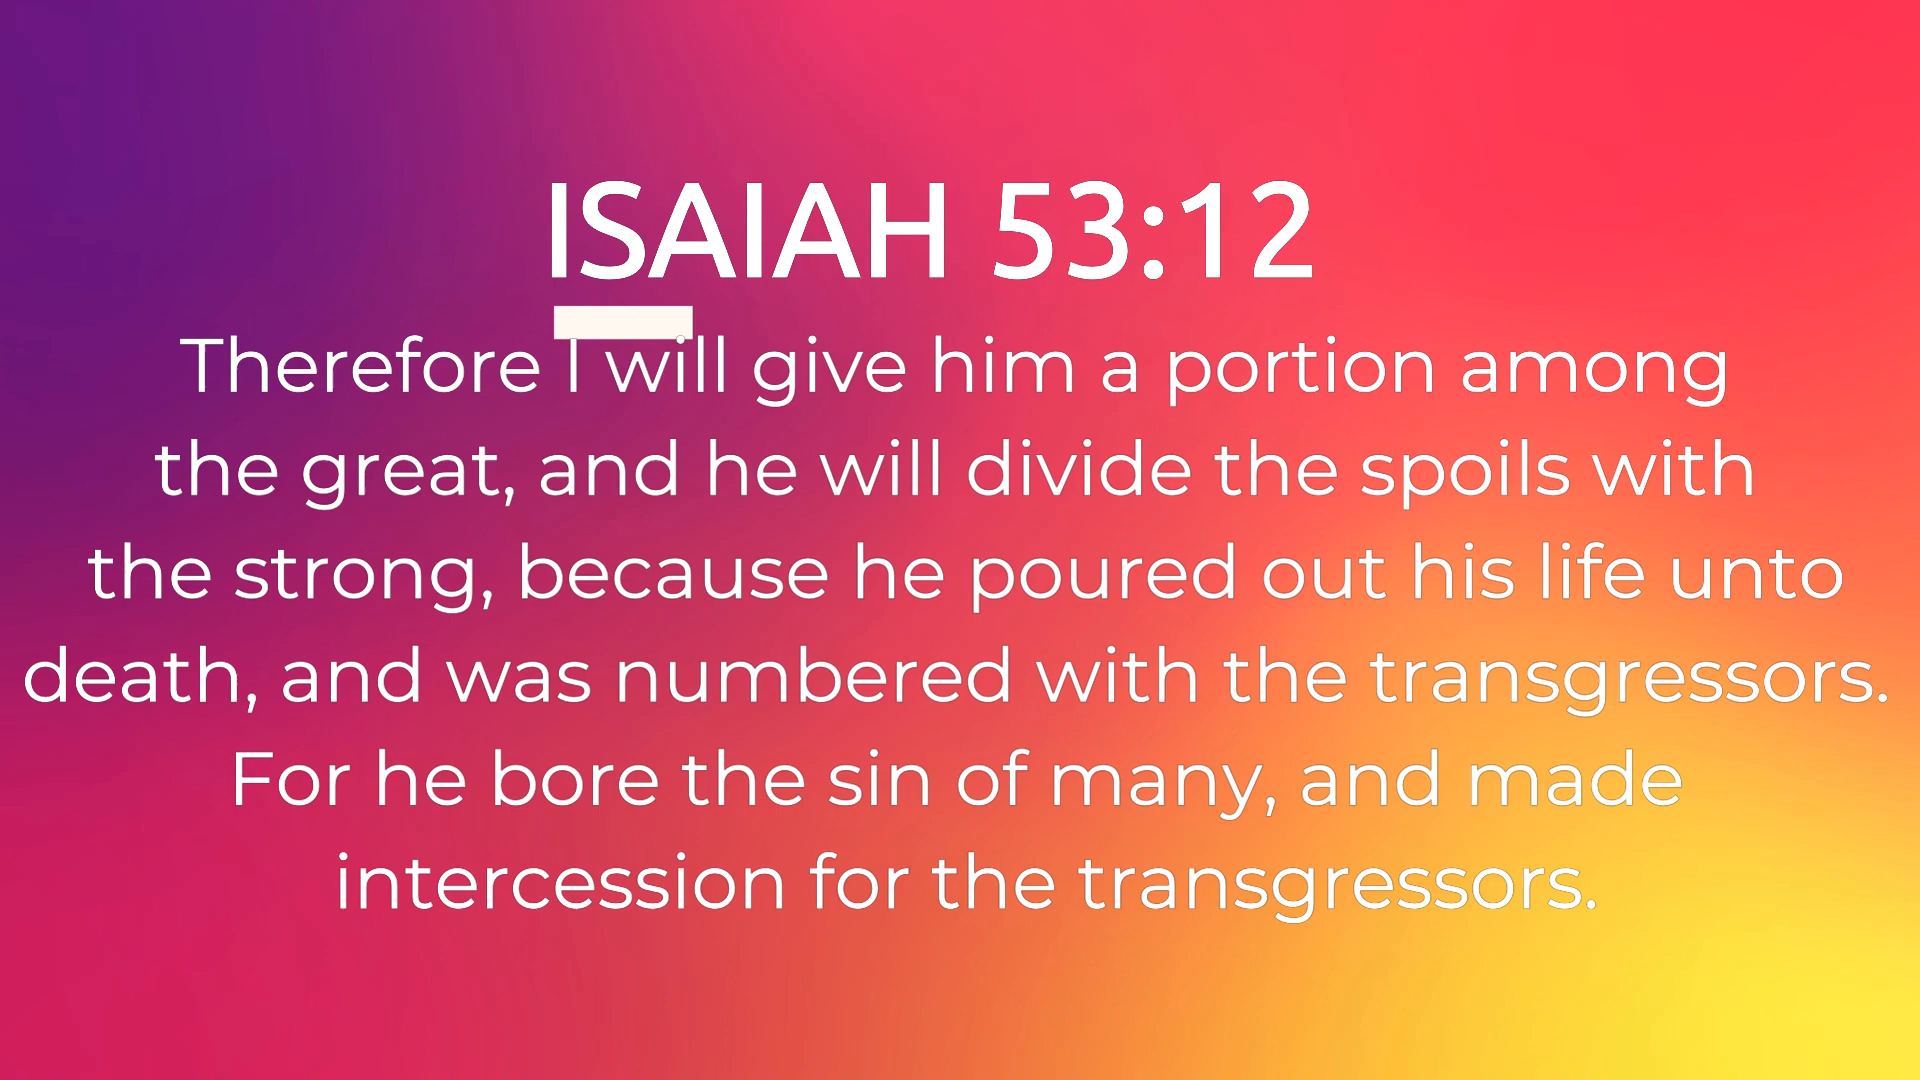 ISAIAH 53:12
Therefore I will give him a portion among
the great, and he will divide the spoils with
the strong, because he poured out his life unto
death, and was numbered with the transgressors.
For he bore the sin of many, and made
intercession for the transgressors.